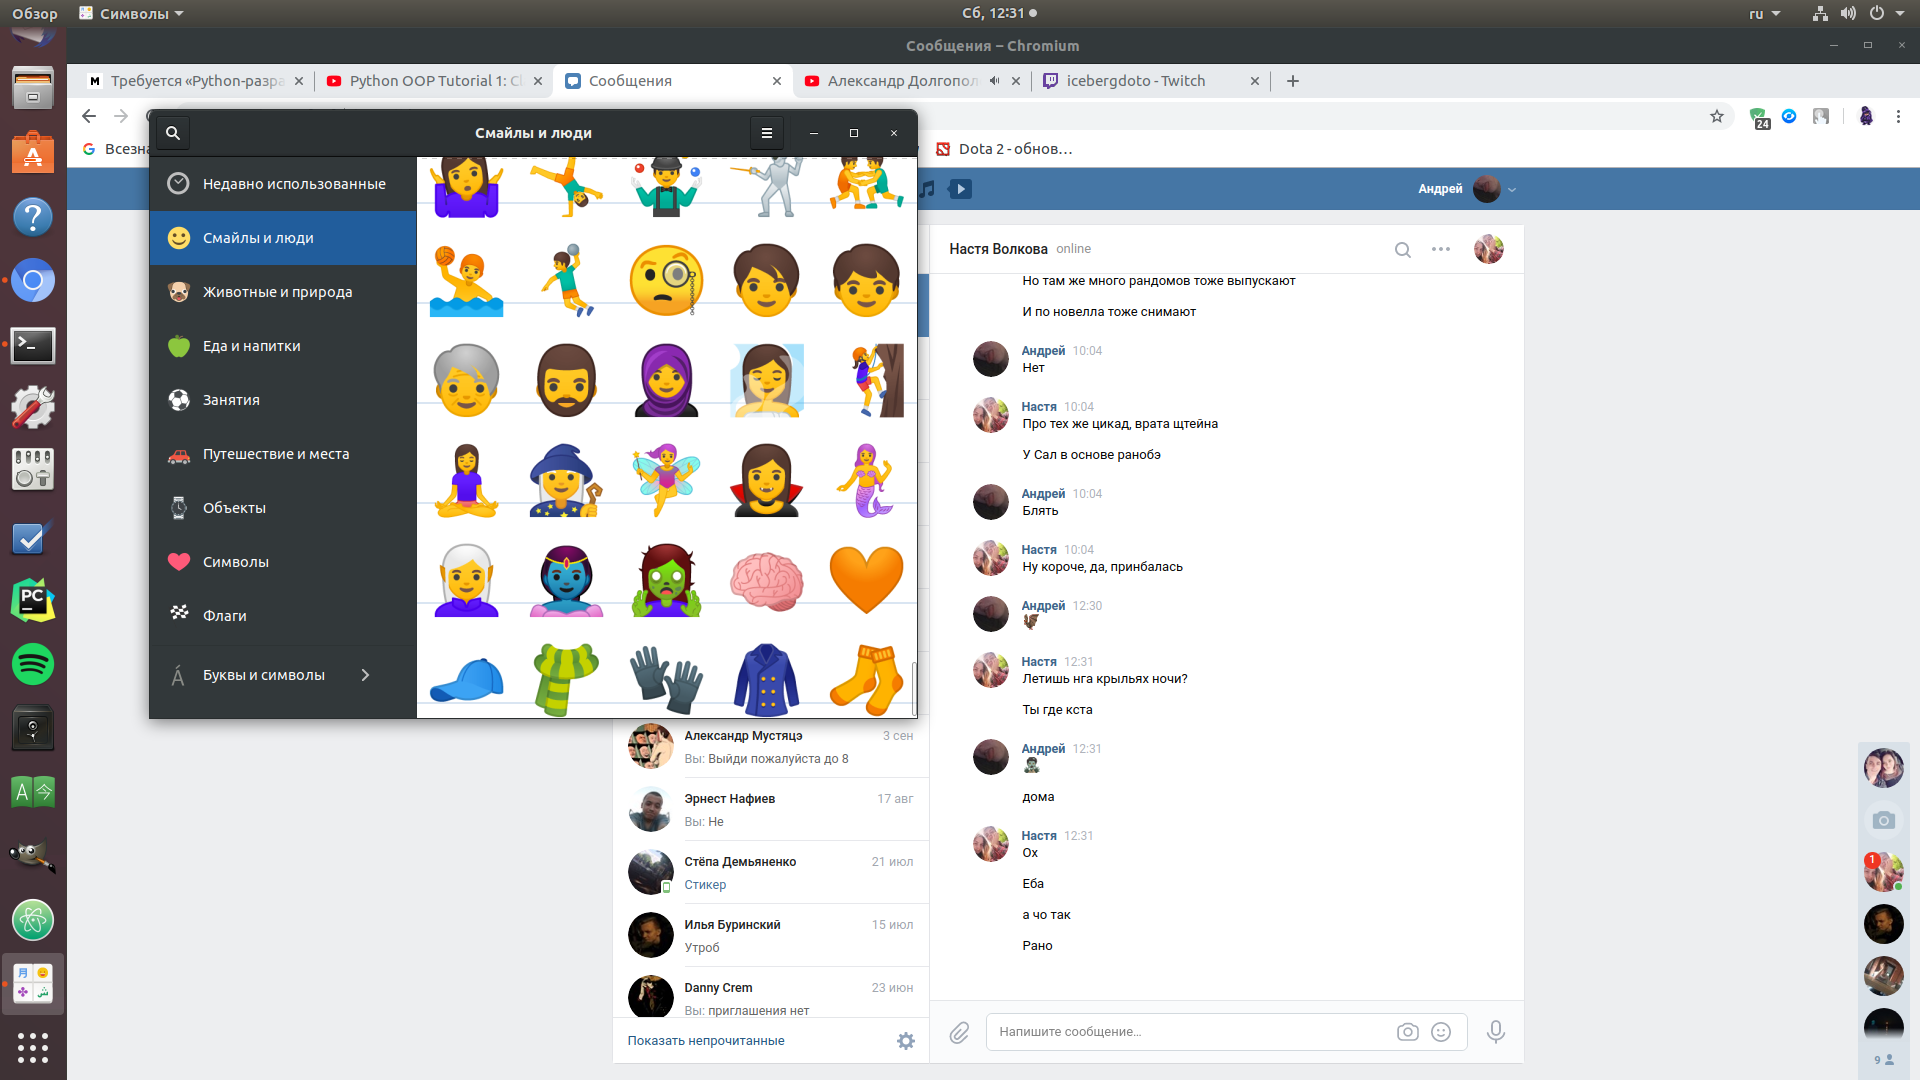 Обзор
Символы
Сб, 12:31
ru
Сообщения – Chromium
M
Требуется «Python-разра
Python OOP Tutorial 1: Cl
Сообщения
Александр Долгопол
icebergdoto - Twitch
24
Всезна
Dota 2 - обнов…
Смайлы и люди
Недавно использованные
Смайлы и люди
Животные и природа
Еда и напитки
Занятия
Путешествие и места
Объекты
Символы
Флаги
Буквы и символы
Андрей
Настя Волкова online
Но там же много рандомов тоже выпускают
И по новелла тоже снимают
Андрей 10:04
Нет
Настя 10:04
Про тех же цикад, врата щтейна
У Сал в основе ранобэ
Андрей 10:04
Блять
Настя 10:04
Ну короче, да, принбалась
Андрей 12:30
Настя 12:31
Летишь нга крыльях ночи?
Ты где кста
Андрей 12:31
дома
Настя 12:31
Ох
Еба
а чо так
Рано
Напишите сообщение…
Александр Мустяцэ 3 сен
Вы: Выйди пожалуйста до 8
Эрнест Нафиев 17 авг
Вы: Не
Стёпа Демьяненко 21 июл
Стикер
Илья Буринский 15 июл
Утроб
Danny Crem 23 июн
Вы: приглашения нет
Показать непрочитанные
1
9
PC